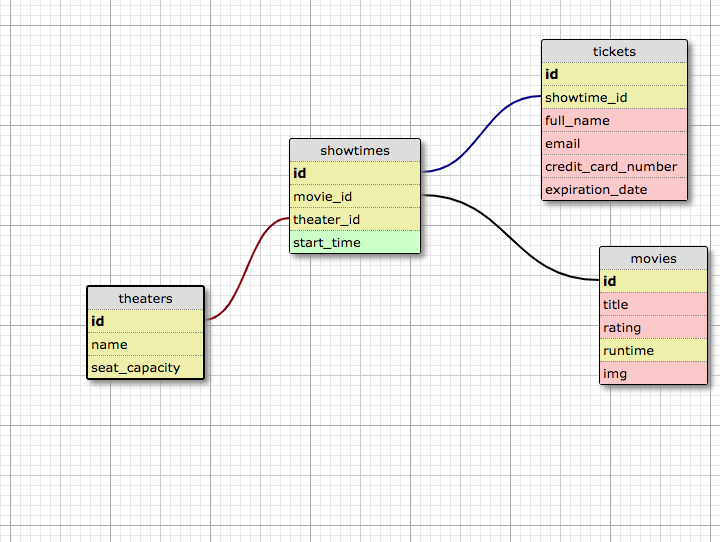 tickets
id
showtime_id
full_name
email
credit_card_number
expiration_date
showtimes
id
movie_id
theater_id
start_time
movies
id
title
rating
runtime
img
theaters
id
name
seat_capacity